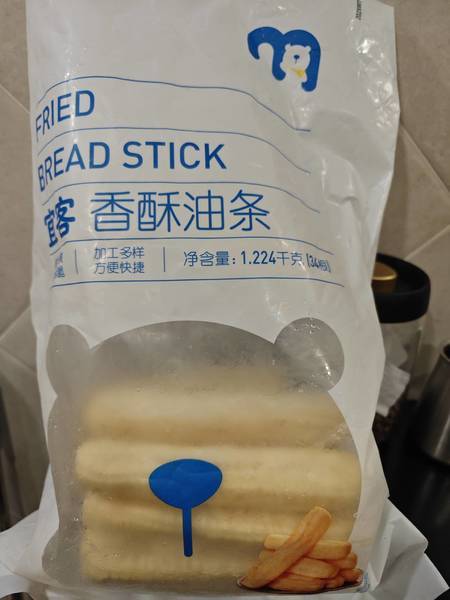 FRIED
BREAD STICK
宜客 香酥油条
加工多样
方便快捷
净含量：1.224千克